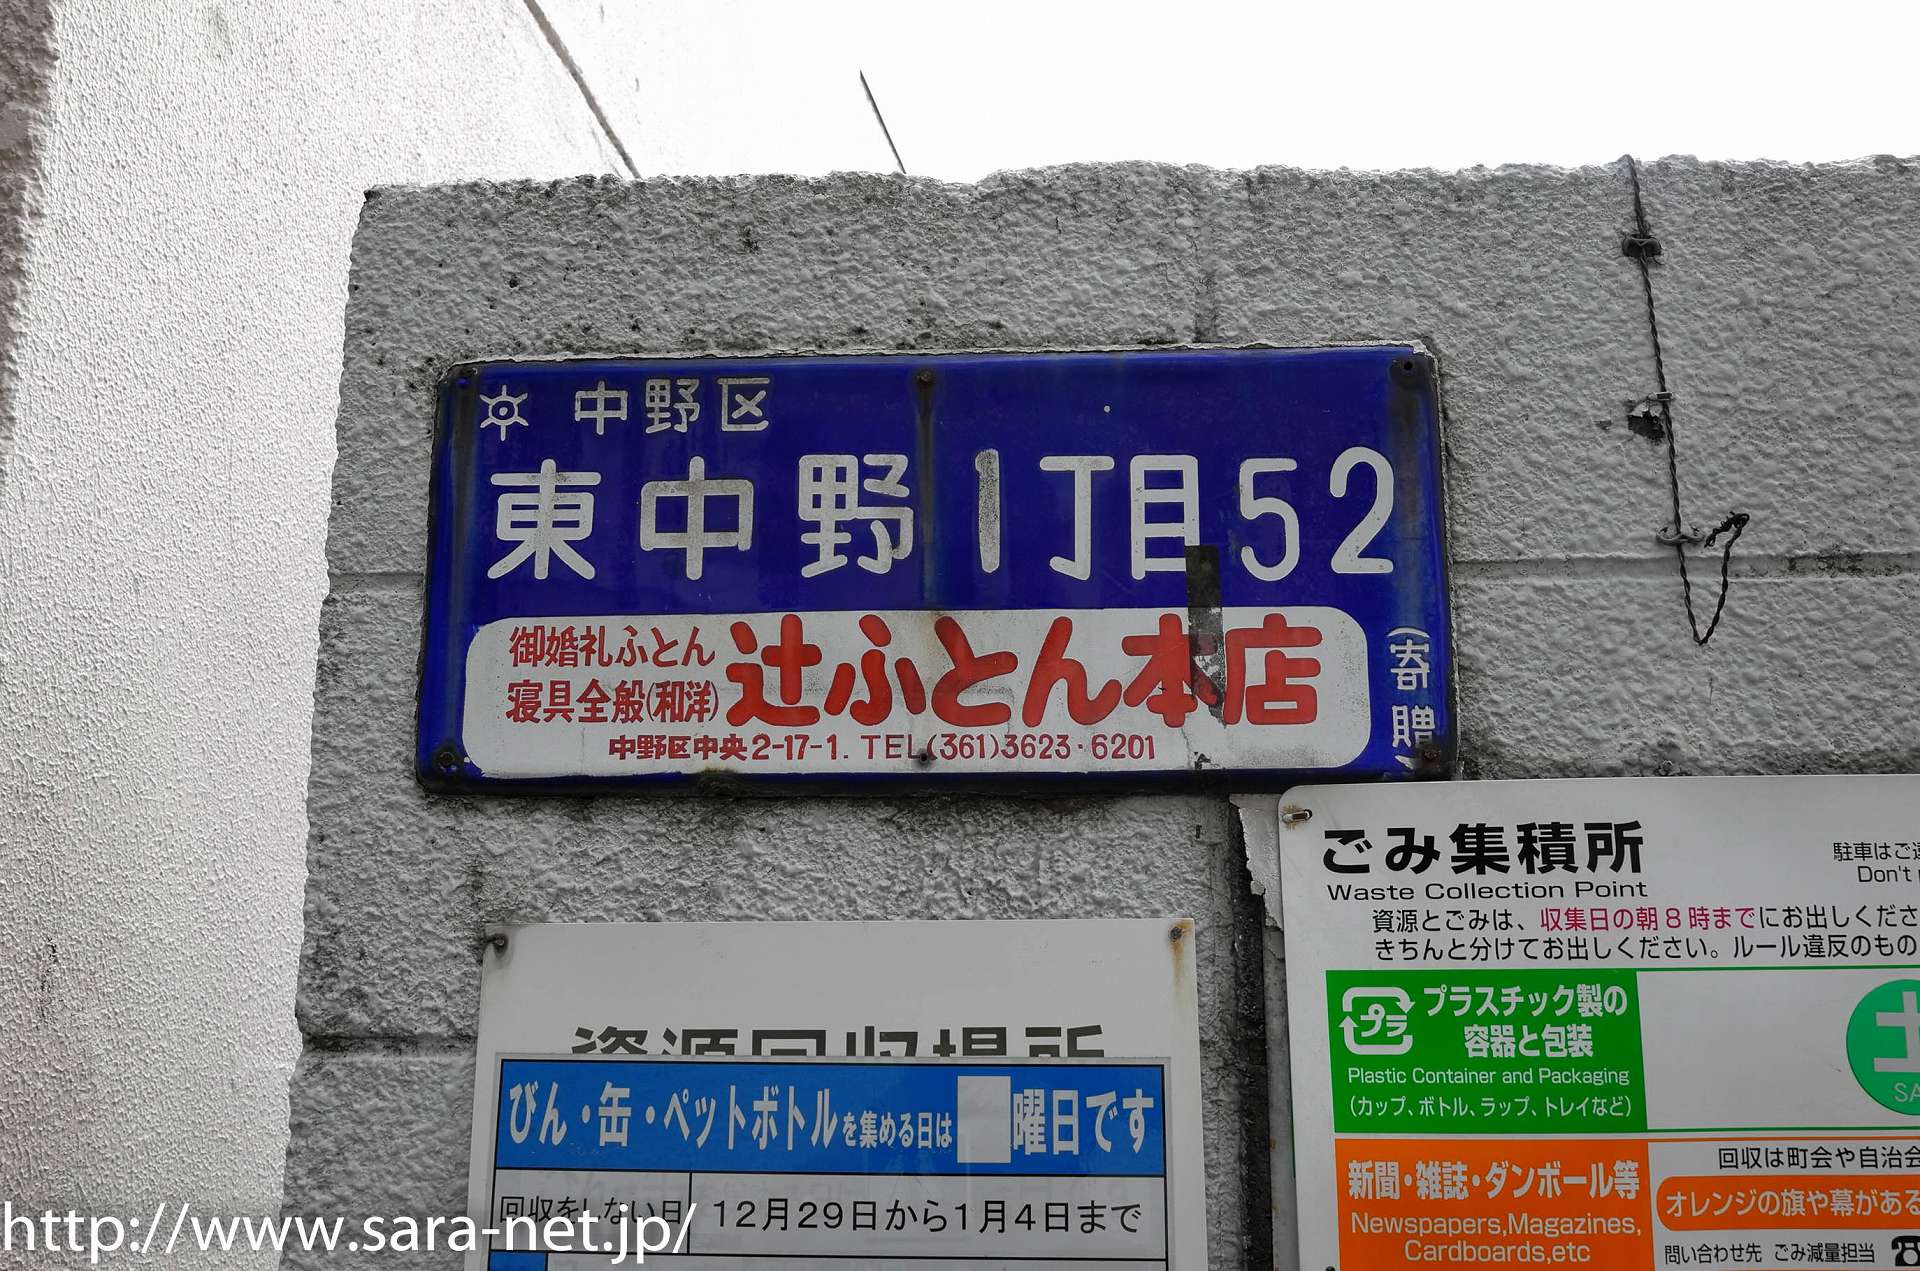 中野区
東中野1丁目52
御婚礼ふとん
寝具全般(和洋)
辻ふとん本店
中野区中央2-17-1. TEL(361)3623・6201
(寄贈)
ごみ集積所
Waste Collection Point
駐車はご
Don't
資源とごみは、収集日の朝8時までにお出しくださ
きちんと分けてお出しください。ルール違反のもの
プラ
プラスチック製の
容器と包装
Plastic Container and Packaging
(カップ、ボトル、ラップ、トレイなど)
土
SA
新聞・雑誌・ダンボール等
Newspapers,Magazines,
Cardboards,etc
回収は町会や自治会
オレンジの旗や幕がある
問い合わせ先 ごみ減量担当
資源回収場所
びん・缶・ペットボトルを集める日は 曜日です
回収をしない日 12月29日から1月4日まで
http://www.sara-net.jp/